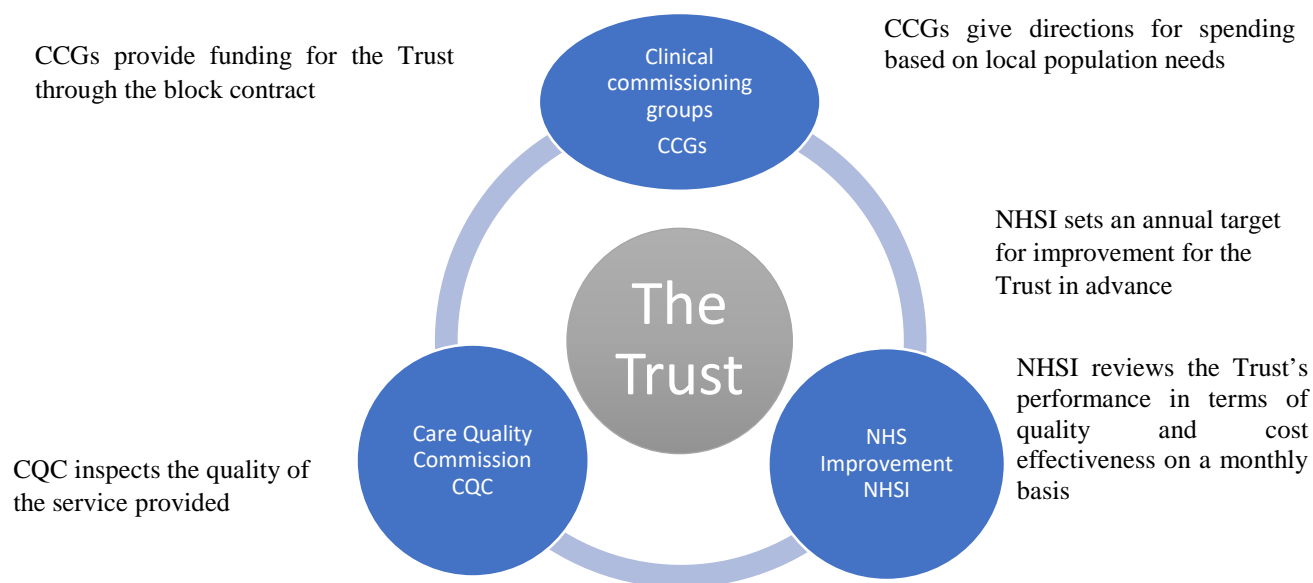 CCGs provide funding for the Trust
through the block contract
Clinical
commissioning
groups
CCGs
CCGs give directions for spending
based on local population needs
NHSI sets an annual target
for improvement for the
Trust in advance
The
Trust
NHSI reviews the Trust’s
performance in terms of
quality and cost
effectiveness on a monthly
basis
NHS
Improvement
NHSI
Care Quality
Commission
CQC
CQC inspects the quality of
the service provided